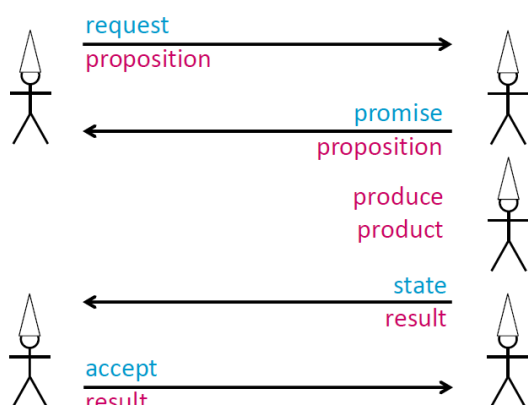 request
proposition
promise
proposition
produce
product
state
result
accept
result